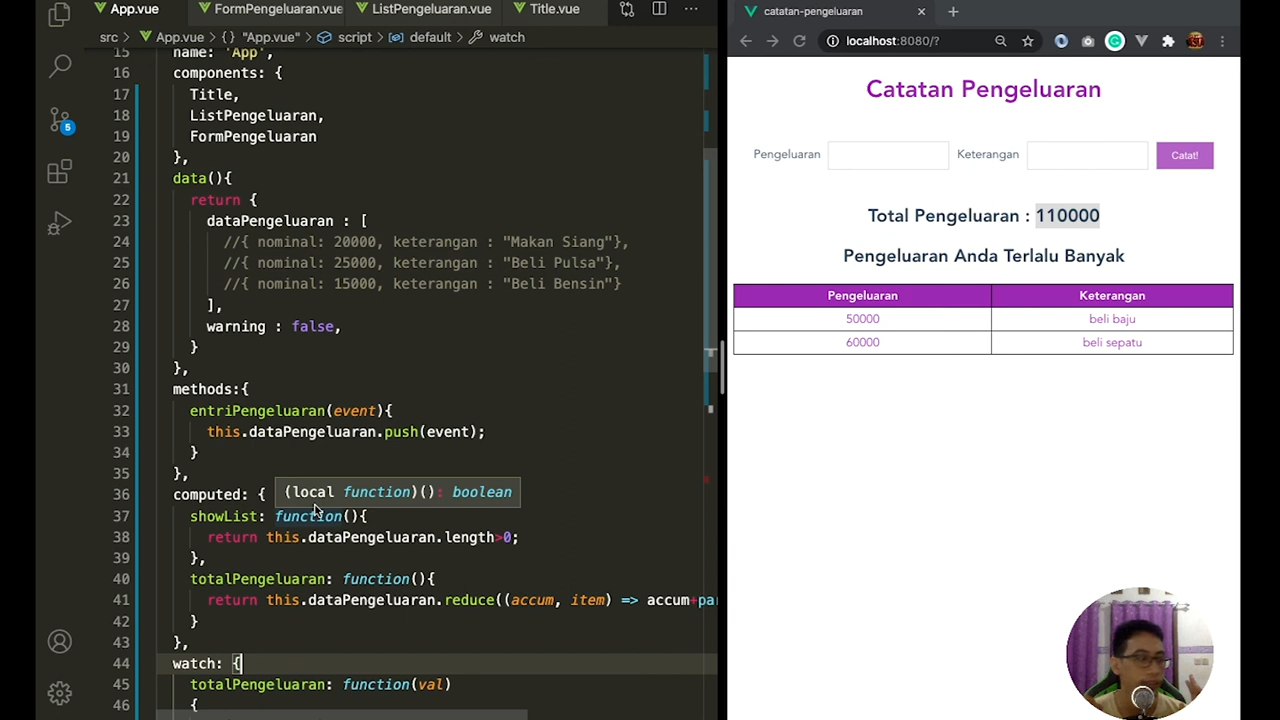 App.vue
FormPengeluaran.vue
ListPengeluaran.vue
Title.vue
src > App.vue > {} "App.vue" > script > default > watch
5
15 name: 'App',
16 components: {
17 Title,
18 ListPengeluaran,
19 FormPengeluaran
20 },
21 data(){
22 return {
23 dataPengeluaran : [
24 //{ nominal: 20000, keterangan : "Makan Siang"},
25 //{ nominal: 25000, keterangan : "Beli Pulsa"},
26 //{ nominal: 15000, keterangan : "Beli Bensin"}
27 ],
28 warning : false,
29 }
30 },
31 methods:{
32 entriPengeluaran(event){
33 this.dataPengeluaran.push(event);
34 }
35 },
36 computed: {
(local function)(): boolean
37 showList: function(){
38 return this.dataPengeluaran.length>0;
39 },
40 totalPengeluaran: function(){
41 return this.dataPengeluaran.reduce((accum, item) => accum+pa
42 }
43 },
44 watch: {
45 totalPengeluaran: function(val)
46 {
catatan-pengeluaran
localhost:8080/?
Catatan Pengeluaran
Pengeluaran Keterangan Catat!
Total Pengeluaran : 110000
Pengeluaran Anda Terlalu Banyak
Pengeluaran Keterangan
50000 beli baju
60000 beli sepatu